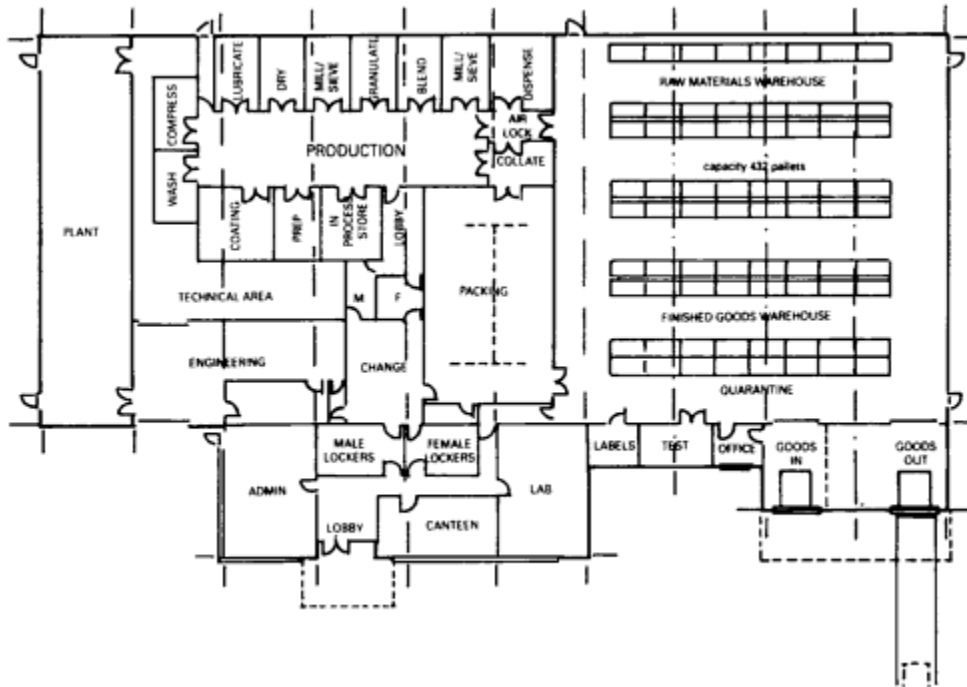 LUBRICATE
DRY
MILL/
SIEVE
GRANULATE
BLEND
MILL/
SIEVE
DISPENSE
RAW MATERIALS WAREHOUSE
COMPRESS
AIR
LOCK
PRODUCTION
COLLATE
capacity 432 pallets
WASH
PLANT
COATING
PREP
IN
PROCESS
STORE
LOBBY
TECHNICAL AREA
M
F
PACKING
FINISHED GOODS WAREHOUSE
ENGINEERING
CHANGE
QUARANTINE
MALE
LOCKERS
FEMALE
LOCKERS
LABELS
TEST
OFFICE
GOODS
IN
GOODS
OUT
ADMIN
LAB
LOBBY
CANTEEN